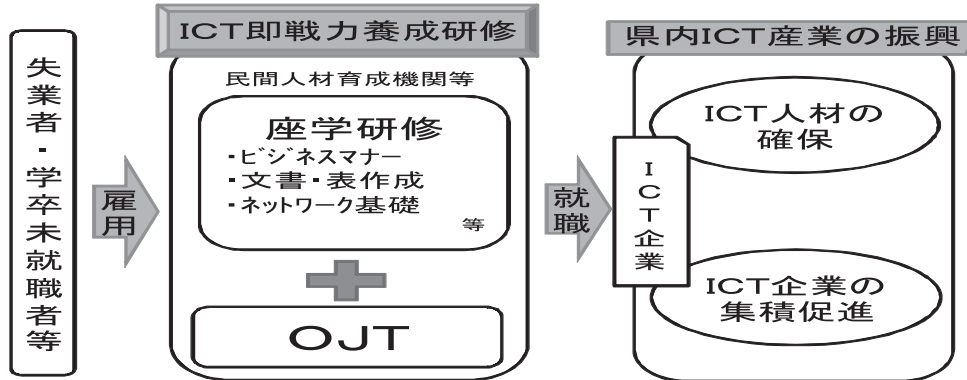 失業者・学卒未就職者等
雇用
ICT即戦力養成研修
民間人材育成機関等
座学研修
・ビジネスマナー
・文書・表作成
・ネットワーク基礎
等
OJT
就職
県内ICT産業の振興
ICT企業
ICT人材の
確保
ICT企業の
集積促進